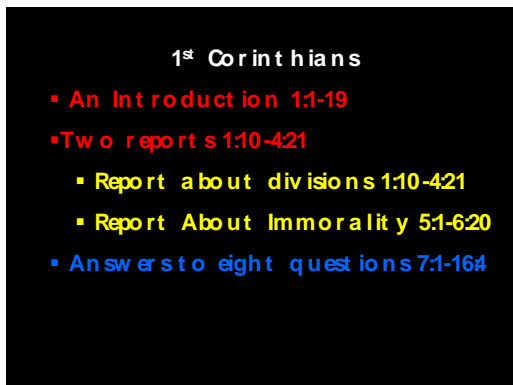 1st Corinthians
▪ An Introduction 1:1-19
▪Two reports 1:10-4:21
▪ Report about divisions 1:10-4:21
▪ Report About Immorality 5:1-6:20
▪ Answers to eight questions 7:1-16:4